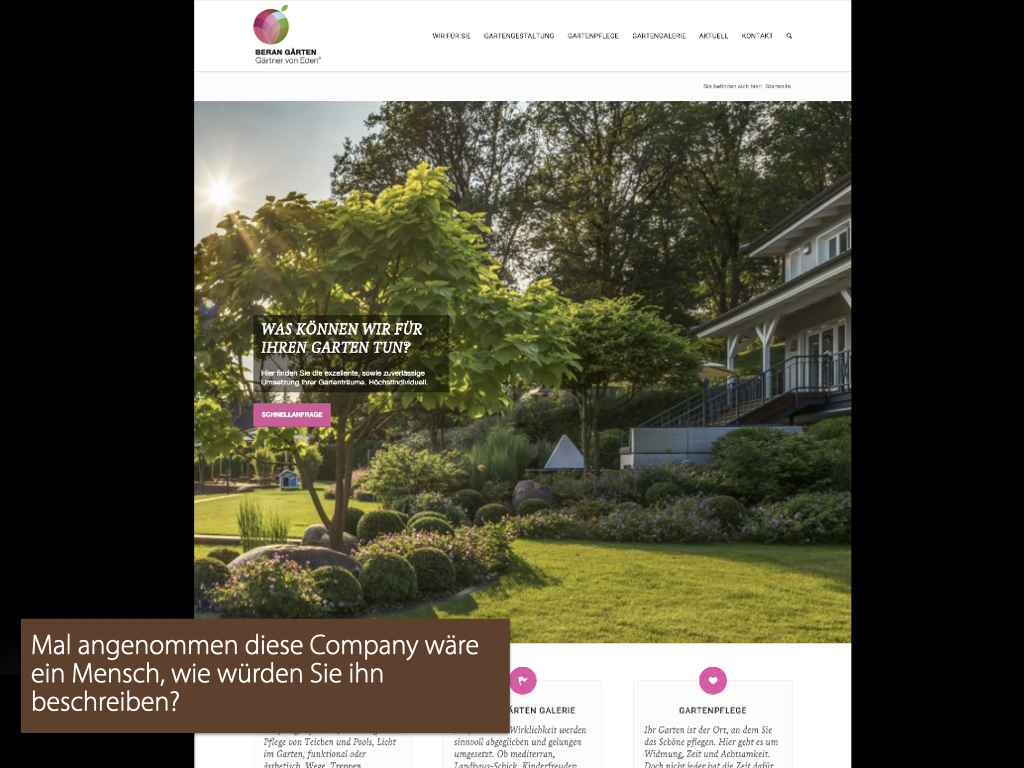 BERAN GÄRTEN
Gärtner von Eden®
WIR FÜR SIE GARTENGESTALTUNG GARTENPFLEGE GARTENGALERIE AKTUELL KONTAKT
Sie befinden sich hier: Startseite
WAS KÖNNEN WIR FÜR
IHREN GARTEN TUN?
Hier finden Sie die exzellente, sowie zuverlässige
Umsetzung Ihrer Gartenträume. Höchstindividuell.
SCHNELLANFRAGE
Mal angenommen diese Company wäre
ein Mensch, wie würden Sie ihn
beschreiben?
Pflege von Teichen und Pools, Licht
im Garten, funktional oder
ästhetisch. Wege, Treppen,
GÄRTEN GALERIE
Wirklichkeit werden
sinnvoll abgeglichen und gelungen
umgesetzt. Ob mediterran,
Landhaus-Schick, Kinderfreuden
GARTENPFLEGE
Ihr Garten ist der Ort, an dem Sie
das Schöne pflegen. Hier geht es um
Widmung, Zeit und Achtsamkeit.
Doch nicht jeder hat die Zeit dafür